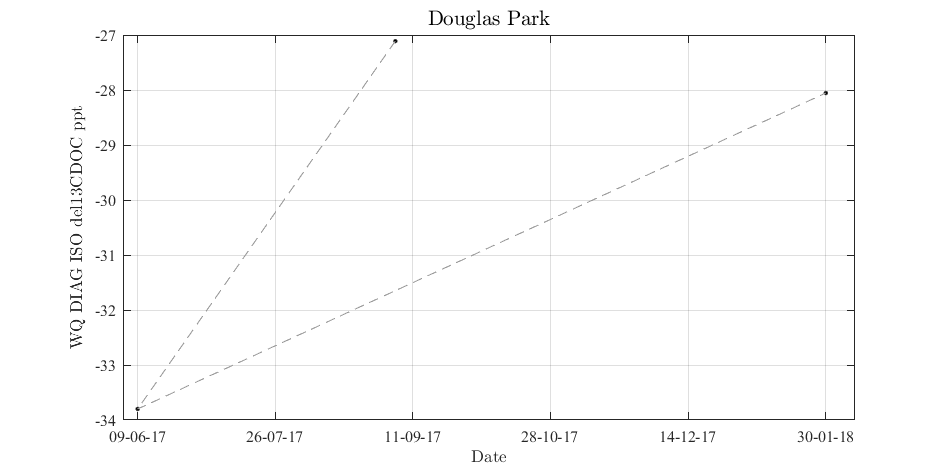 Douglas Park
WQ DIAG ISO del13CDOC ppt
-27
-28
-29
-30
-31
-32
-33
-34
09-06-17 26-07-17 11-09-17 28-10-17 14-12-17 30-01-18
Date